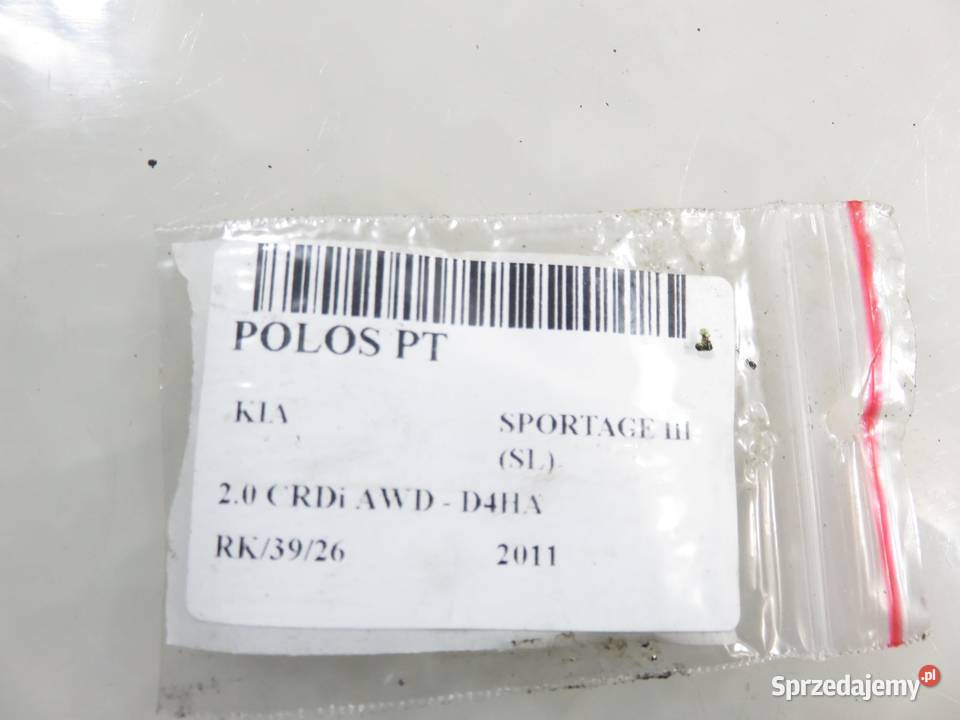 POLOS PT
KIA
SPORTAGE III
(SL)
2.0 CRDi AWD - D4HA
RK/39/26
2011
Sprzedajemy.pl